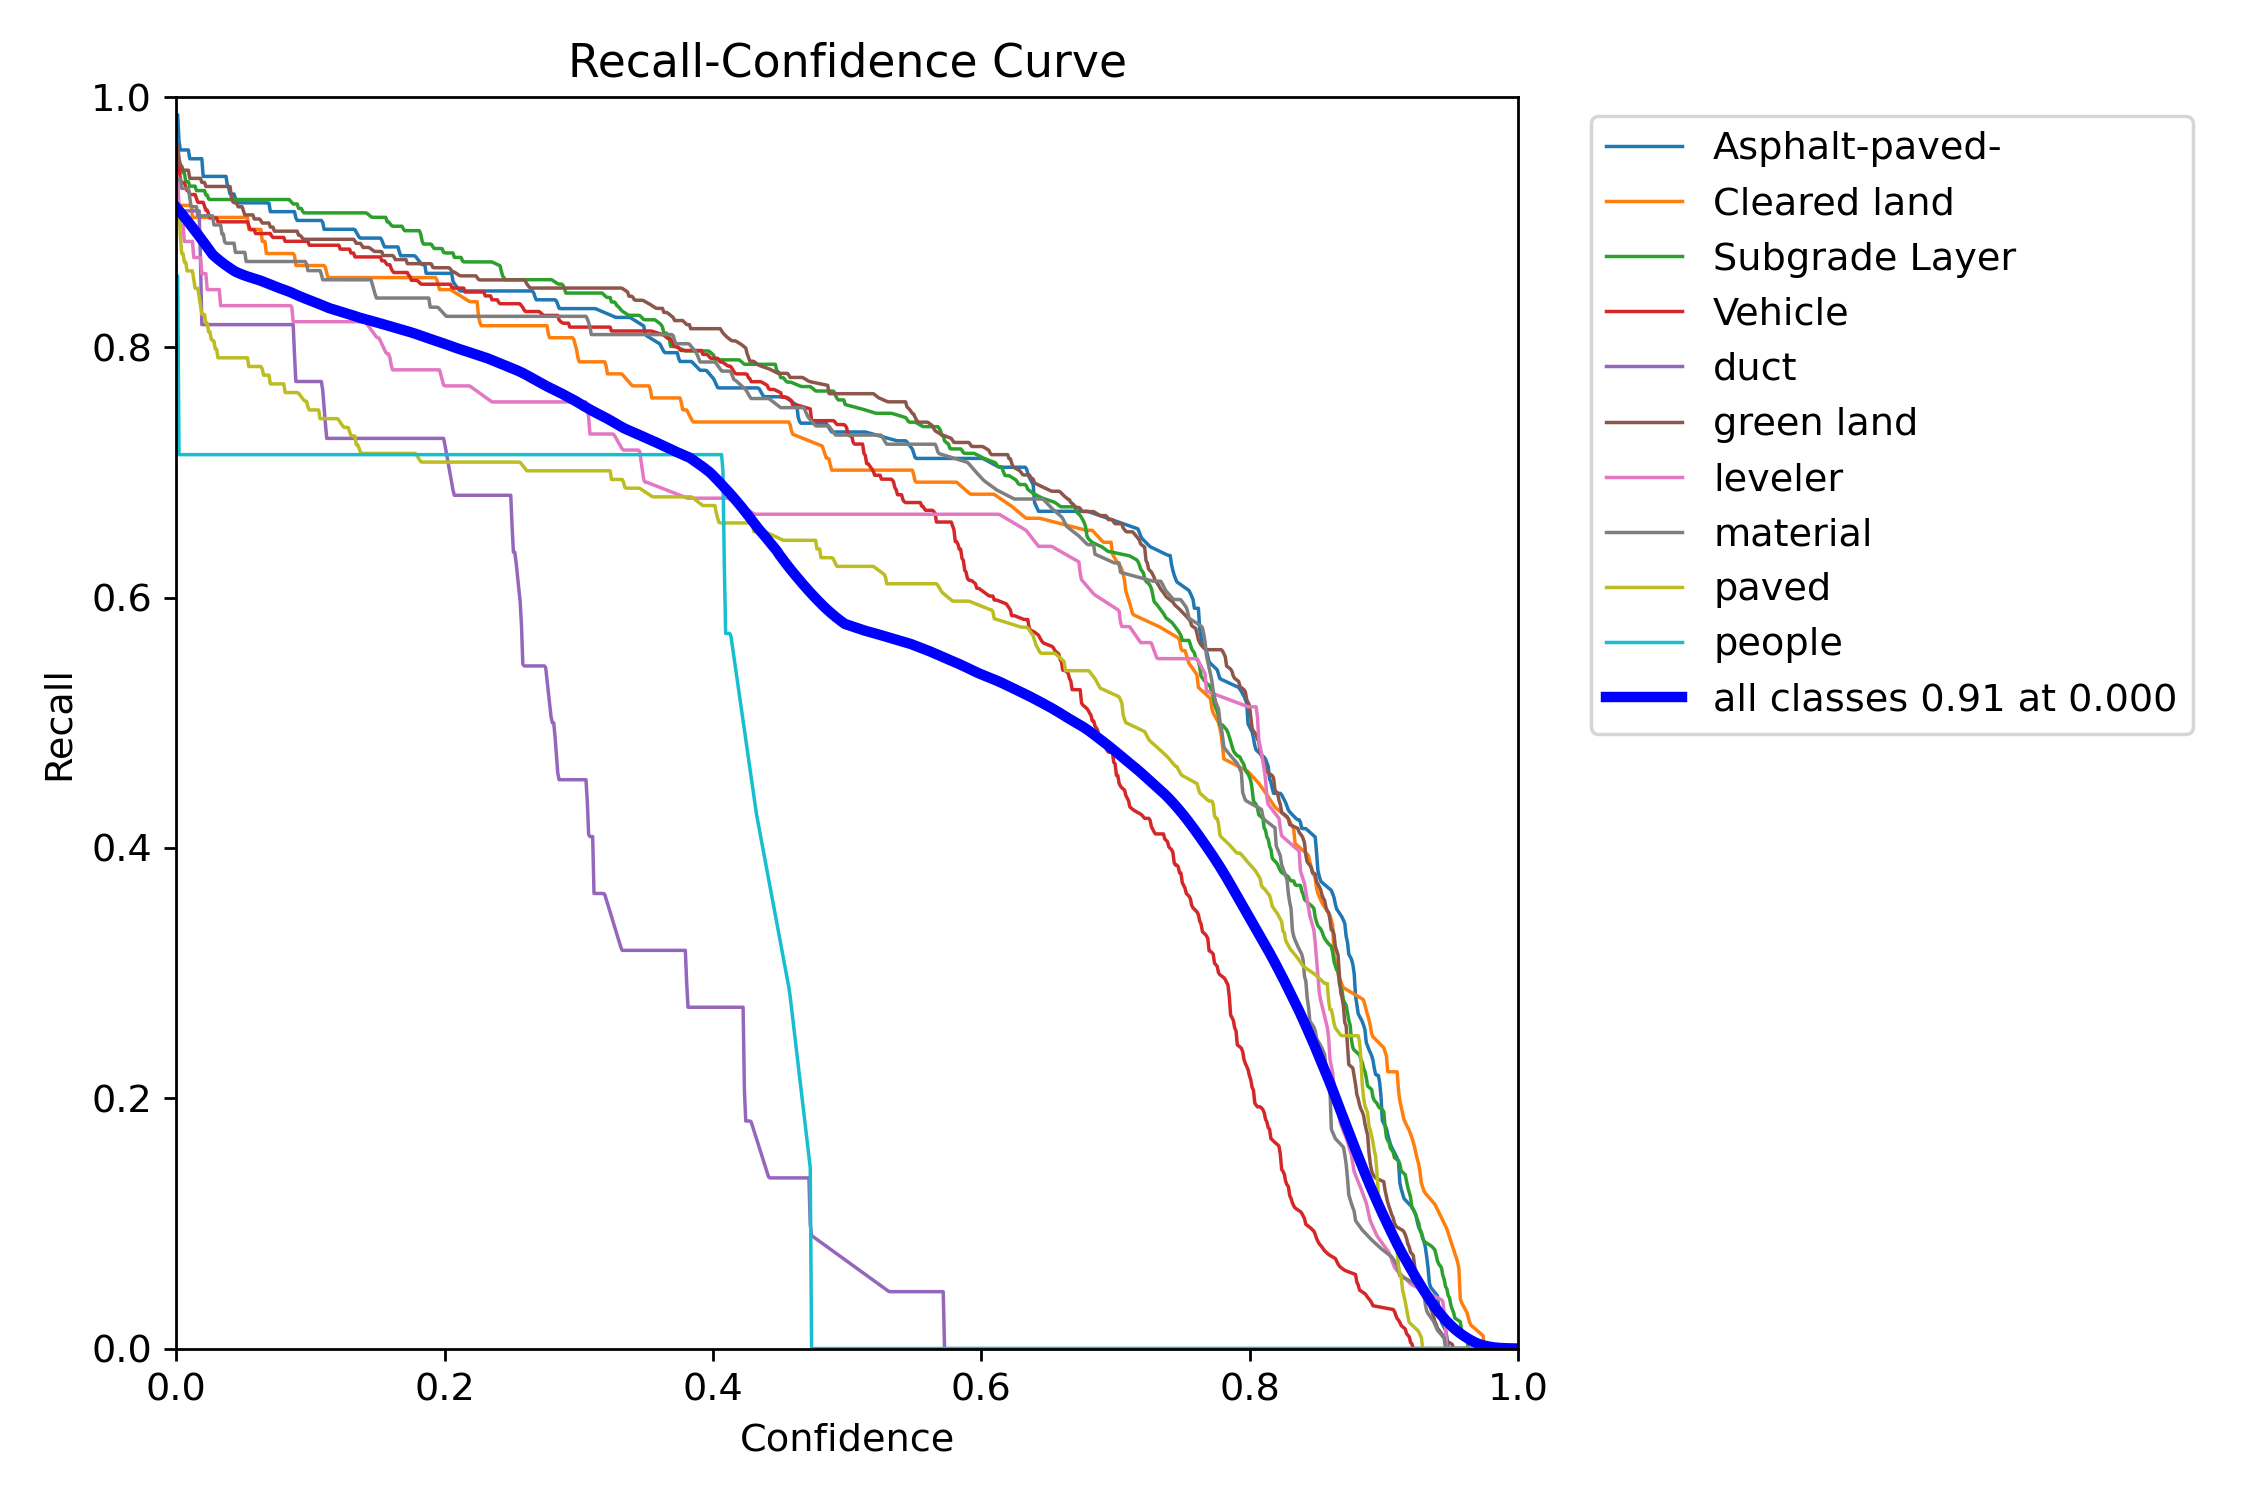 Recall-Confidence Curve
1.0
0.8
0.6
0.4
0.2
0.0
Recall
0.0 0.2 0.4 0.6 0.8 1.0
Confidence
Asphalt-paved-
Cleared land
Subgrade Layer
Vehicle
duct
green land
leveler
material
paved
people
all classes 0.91 at 0.000